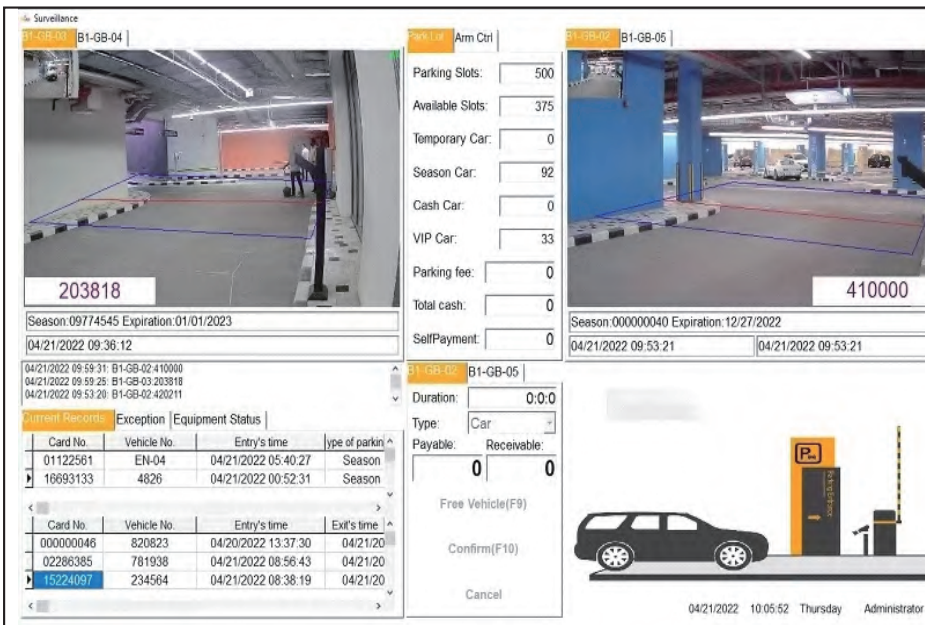 Surveillance
B1-GB-03 B1-GB-04
203818
Season:09774545 Expiration:01/01/2023
04/21/2022 09:36:12
04/21/2022 09:59:31: B1-GB-02:410000
04/21/2022 09:59:25: B1-GB-03:203818
04/21/2022 09:53:20: B1-GB-02:420211
Current Records Exception Equipment Status
Card No. Vehicle No. Entry's time ype of parkin
01122561 EN-04 04/21/2022 05:40:27 Season
16693133 4826 04/21/2022 00:52:31 Season
Card No. Vehicle No. Entry's time Exit's time
000000046 820823 04/20/2022 13:37:30 04/21/20
02286385 781938 04/21/2022 08:56:43 04/21/20
15224097 234564 04/21/2022 08:38:19 04/21/20
Park Lot Arm Ctrl
Parking Slots: 500
Available Slots: 375
Temporary Car: 0
Season Car: 92
Cash Car: 0
VIP Car: 33
Parking fee: 0
Total cash: 0
SelfPayment: 0
B1-GB-02 B1-GB-05
Duration: 0:0:0
Type: Car
Payable: Receivable:
0 0
Free Vehicle(F9)
Confirm(F10)
Cancel
B1-GB-02 B1-GB-05
410000
Season:000000040 Expiration:12/27/2022
04/21/2022 09:53:21 04/21/2022 09:53:21
Parking Entrance
04/21/2022 10:05:52 Thursday Administrator